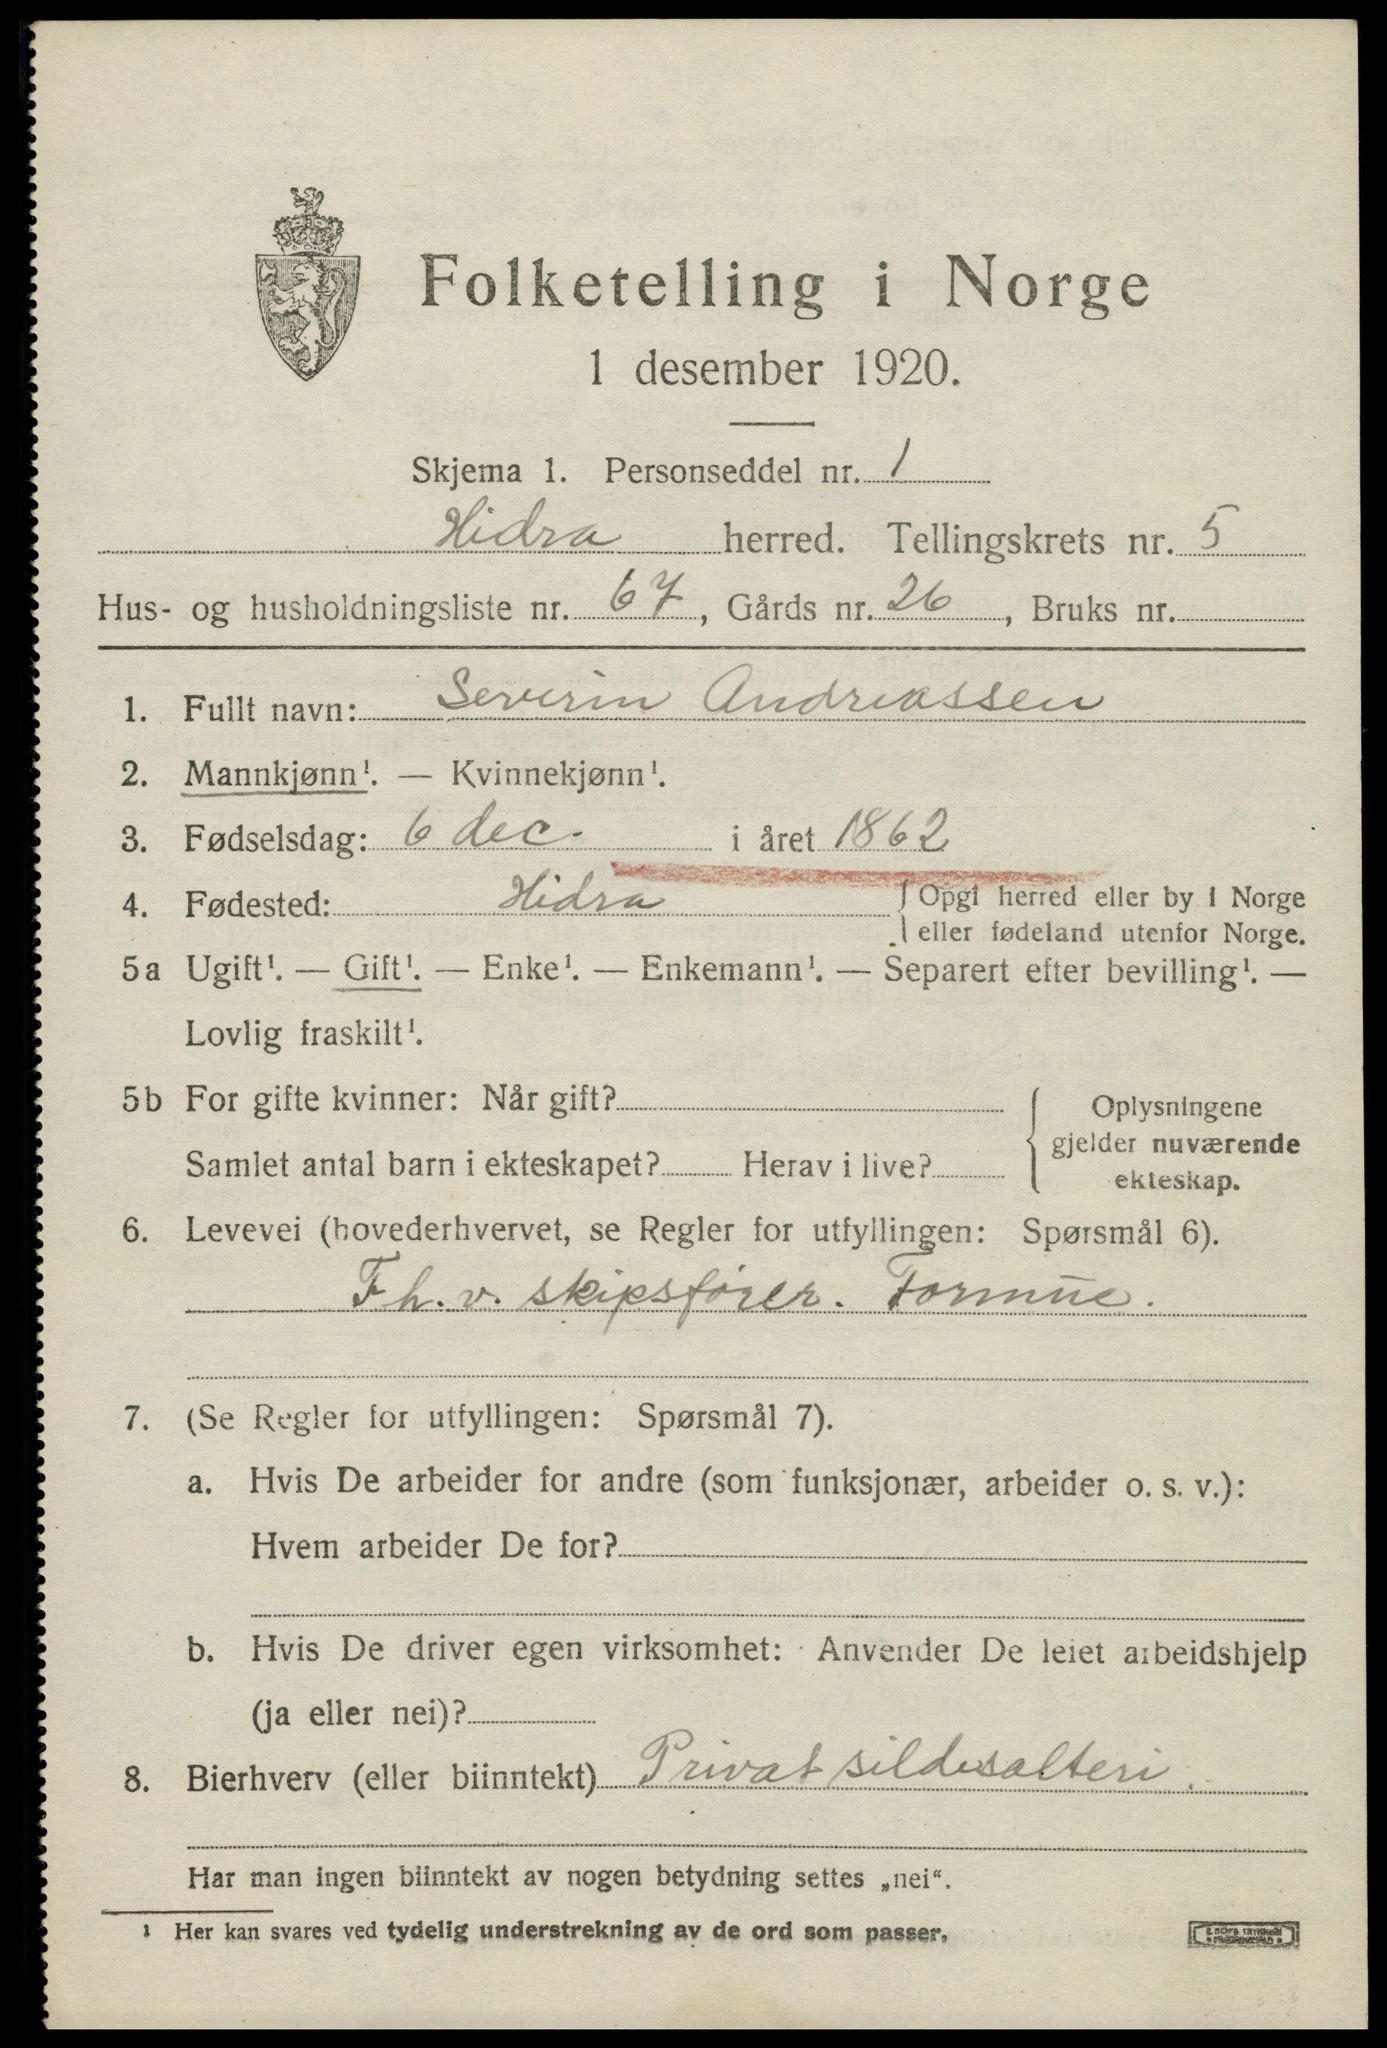 Folketelling i Norge
1 desember 1920.
Skjema 1. Personseddel nr. 1
Hidra herred. Tellingskrets nr. 5
Hus- og husholdningsliste nr. 67, Gårds nr. 26, Bruks nr.
1. Fullt navn: Severin Andreassen
2. Mannkjønn¹. — Kvinnekjønn¹.
3. Fødselsdag: 6 dec. i året 1862
4. Fødested: Hidra { Opgi herred eller by i Norge
eller fødeland utenfor Norge.
5a Ugift¹. — Gift¹. — Enke¹. — Enkemann¹. — Separert efter bevilling¹. —
Lovlig fraskilt¹.
5b For gifte kvinner: Når gift?
Samlet antal barn i ekteskapet? Herav i live?
{ Oplysningene
gjelder nuværende
ekteskap.
6. Levevei (hovederhvervet, se Regler for utfyllingen: Spørsmål 6).
Fh. v. skipsfører. Formue.
7. (Se Regler for utfyllingen: Spørsmål 7).
a. Hvis De arbeider for andre (som funksjonær, arbeider o. s. v.):
Hvem arbeider De for?
b. Hvis De driver egen virksomhet: Anvender De leiet arbeidshjelp
(ja eller nei)?
8. Bierhverv (eller biinntekt) Privat sildesalteri.
Har man ingen biinntekt av nogen betydning settes „nei“.
¹ Her kan svares ved tydelig understrekning av de ord som passer.